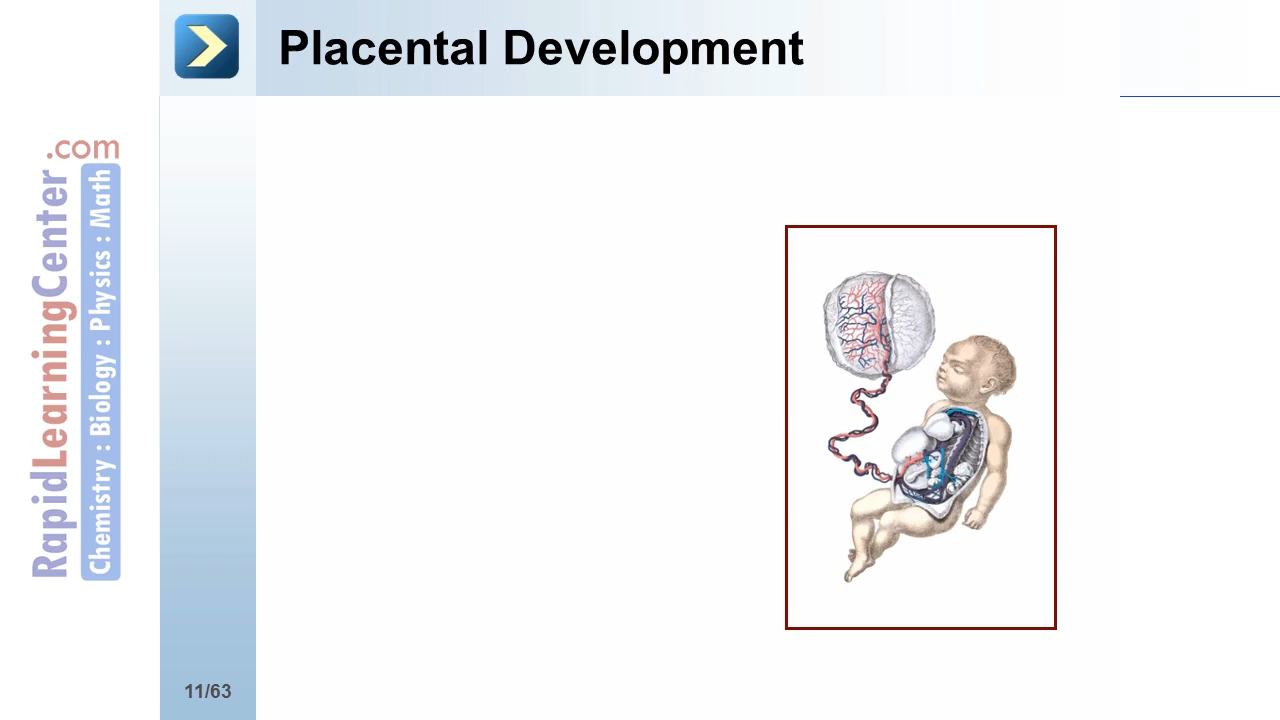 Placental Development
RapidLearningCenter.com
Chemistry : Biology : Physics : Math
11/63